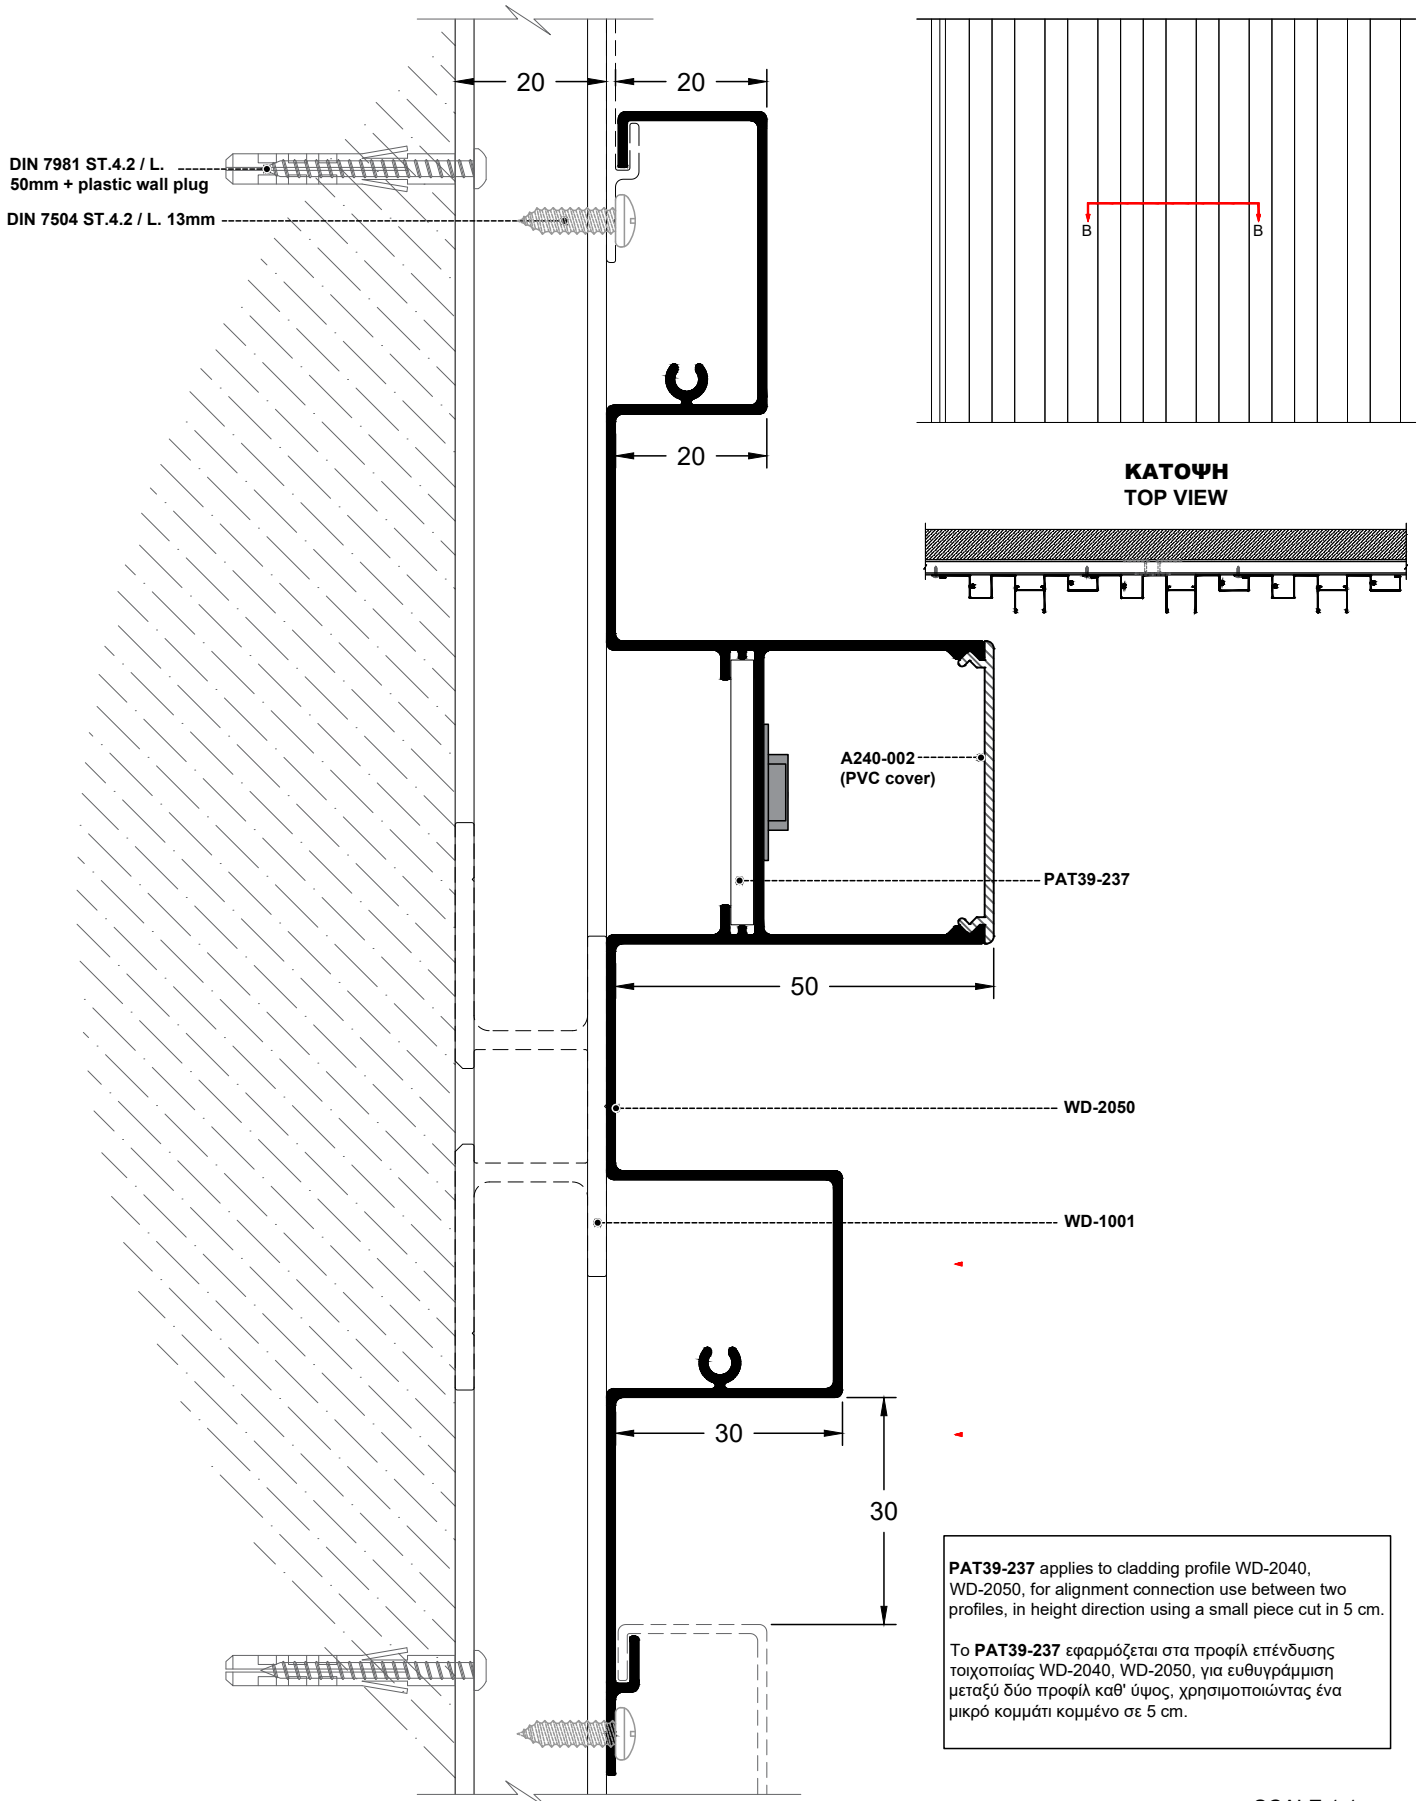 20
20
DIN 7981 ST.4.2 / L.
50mm + plastic wall plug
DIN 7504 ST.4.2 / L. 13mm
B
B
20
ΚΑΤΟΨΗ
TOP VIEW
A240-002
(PVC cover)
PAT39-237
50
WD-2050
WD-1001
30
30
PAT39-237 applies to cladding profile WD-2040,
WD-2050, for alignment connection use between two
profiles, in height direction using a small piece cut in 5 cm.
Το PAT39-237 εφαρμόζεται στα προφίλ επένδυσης
τοιχοποιίας WD-2040, WD-2050, για ευθυγράμμιση
μεταξύ δύο προφίλ καθ' ύψος, χρησιμοποιώντας ένα
μικρό κομμάτι κομμένο σε 5 cm.